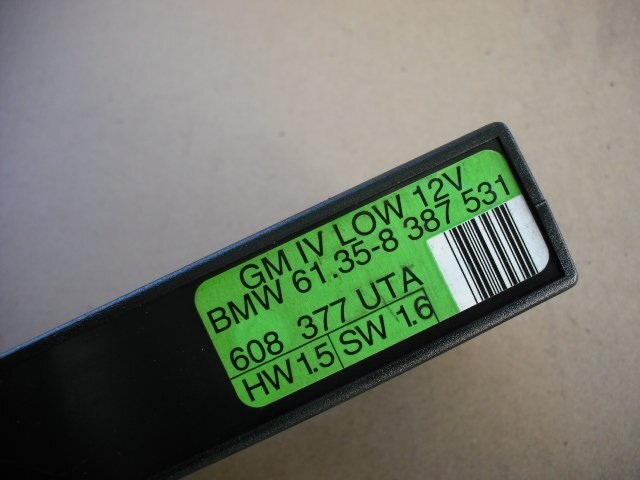 GM IV LOW 12V
BMW 61.35-8 387 531
608 377 UTA
HW 1.5 SW 1.6